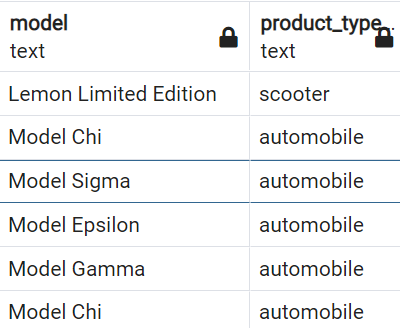 model product_type..
text text
Lemon Limited Edition scooter
Model Chi automobile
Model Sigma automobile
Model Epsilon automobile
Model Gamma automobile
Model Chi automobile